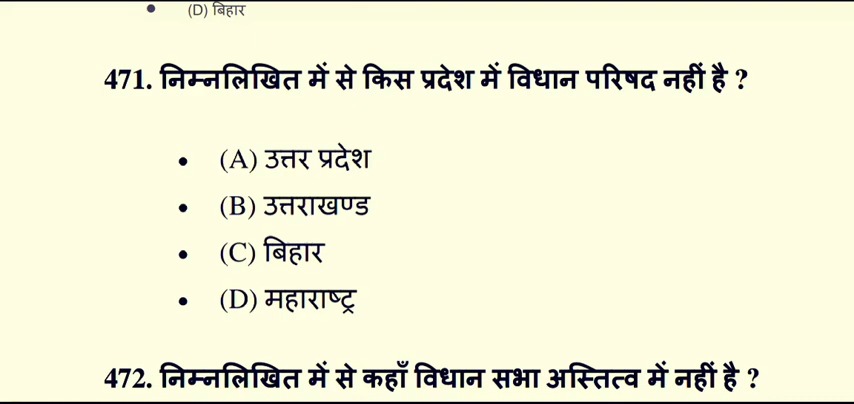 • (D) बिहार
471. निम्नलिखित में से किस प्रदेश में विधान परिषद नहीं है ?
• (A) उत्तर प्रदेश
• (B) उत्तराखण्ड
• (C) बिहार
• (D) महाराष्ट्र
472. निम्नलिखित में से कहाँ विधान सभा अस्तित्व में नहीं है ?